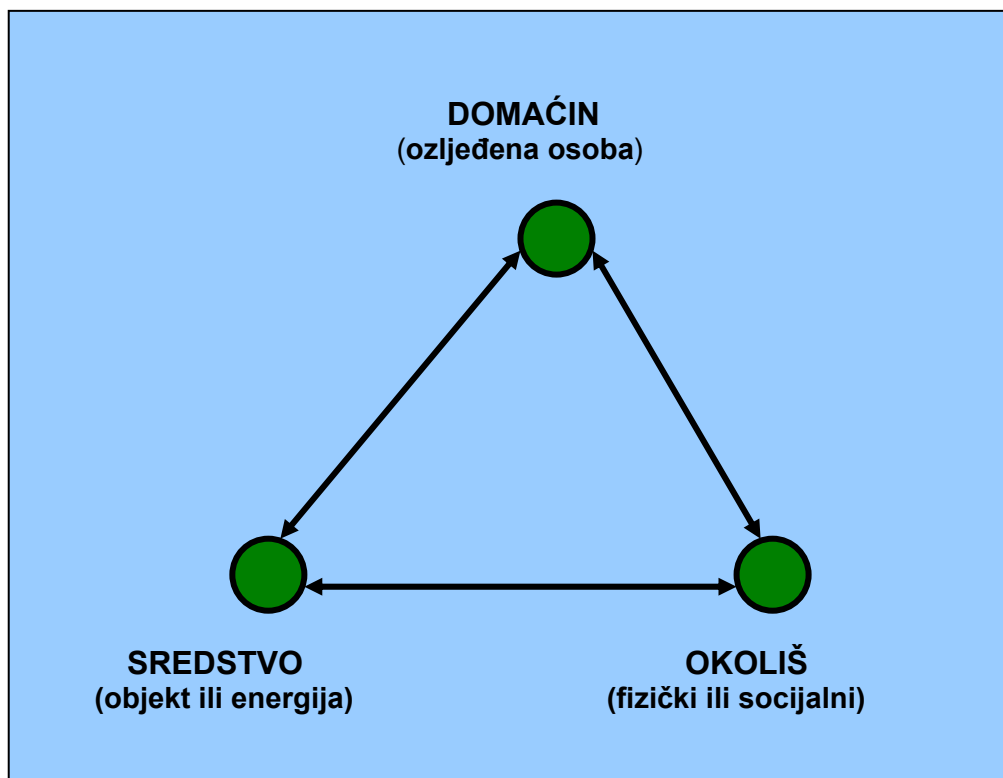 DOMAĆIN
(ozljeđena osoba)
SREDSTVO
(objekt ili energija)
OKOLIŠ
(fizički ili socijalni)